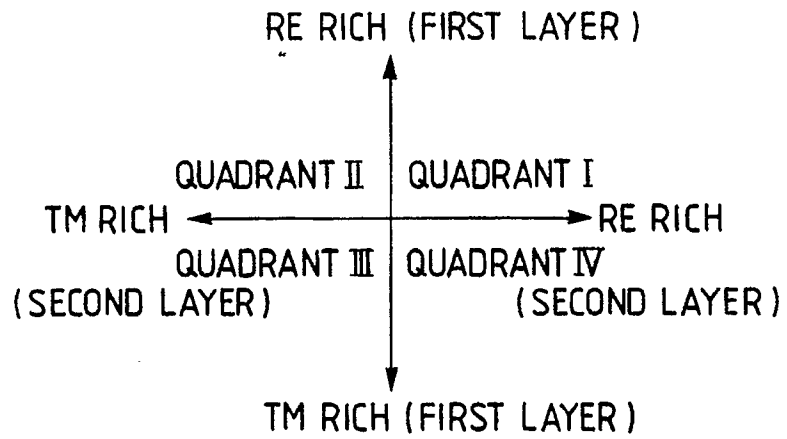 RE RICH (FIRST LAYER)
QUADRANT II QUADRANT I
TM RICH RE RICH
QUADRANT III QUADRANT IV
(SECOND LAYER) (SECOND LAYER)
TM RICH (FIRST LAYER)